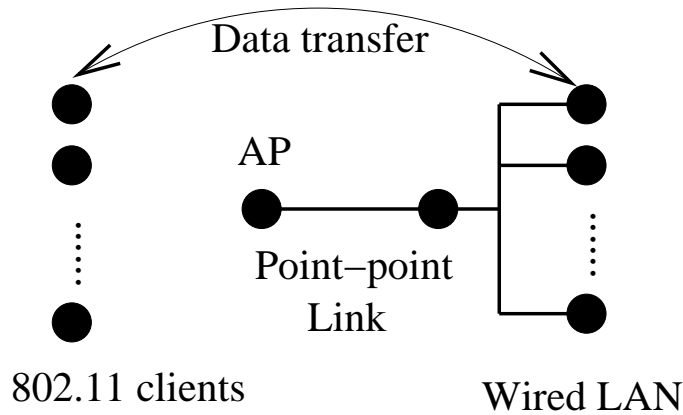 Data transfer
AP
Point–point
Link
802.11 clients
Wired LAN